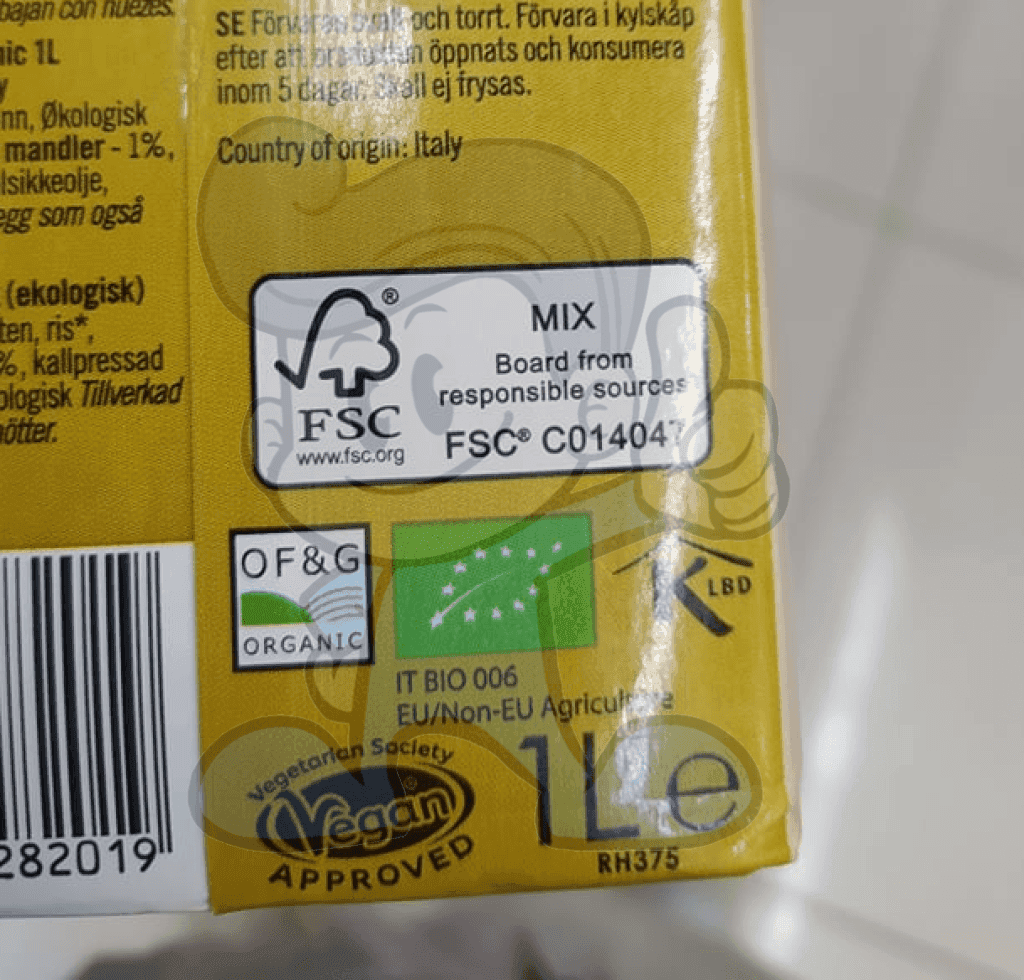 bajan con nueces.
nic 1L
y
nn, Økologisk
mandler - 1%,
lsikkeolje,
egg som også
(ekologisk)
ten, ris*,
%, kallpressad
ologisk Tillverkad
nötter.
282019
SE Förvaras svalt och torrt. Förvara i kylskåp
efter att produkten öppnats och konsumera
inom 5 dagar. Skall ej frysas.
Country of origin: Italy
®
FSC
www.fsc.org
MIX
Board from
responsible sources
FSC® C014047
OF&G
ORGANIC
K LBD
IT BIO 006
EU/Non-EU Agriculture
Vegetarian Society
Vegan®
APPROVED
1L e
RH375